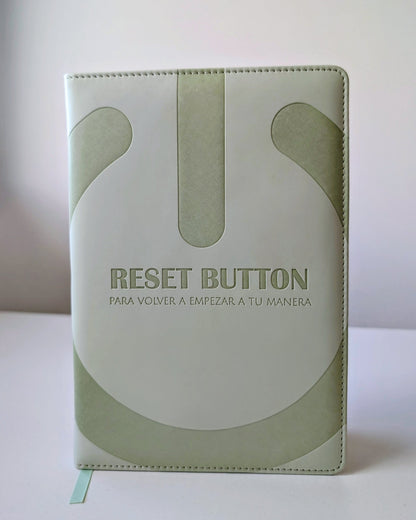 RESET BUTTON
PARA VOLVER A EMPEZAR A TU MANERA